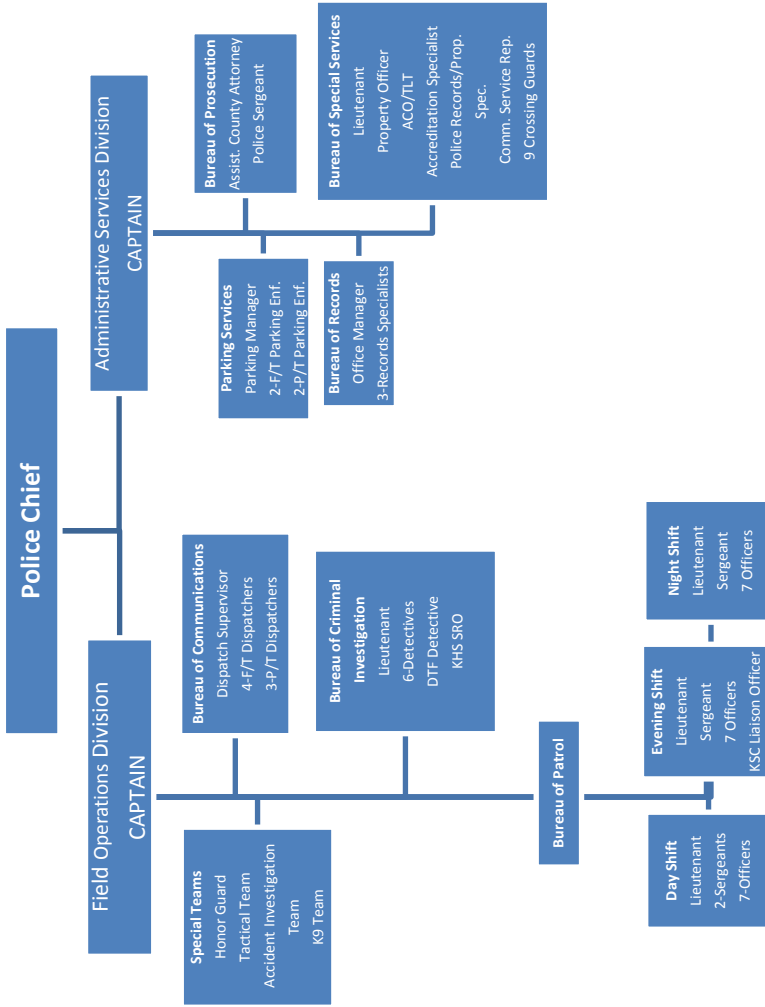 Police Chief
Field Operations Division
CAPTAIN
Administrative Services Division
CAPTAIN
Special Teams
Honor Guard
Tactical Team
Accident Investigation
Team
K9 Team
Bureau of Communications
Dispatch Supervisor
4-F/T Dispatchers
3-P/T Dispatchers
Bureau of Criminal
Investigation
Lieutenant
6-Detectives
DTF Detective
KHS SRO
Bureau of Patrol
Day Shift
Lieutenant
2-Sergeants
7-Officers
Evening Shift
Lieutenant
Sergeant
7 Officers
KSC Liaison Officer
Night Shift
Lieutenant
Sergeant
7 Officers
Parking Services
Parking Manager
2-F/T Parking Enf.
2-P/T Parking Enf.
Bureau of Prosecution
Assist. County Attorney
Police Sergeant
Bureau of Records
Office Manager
3-Records Specialists
Bureau of Special Services
Lieutenant
Property Officer
ACO/TLT
Accreditation Specialist
Police Records/Prop.
Spec.
Comm. Service Rep.
9 Crossing Guards